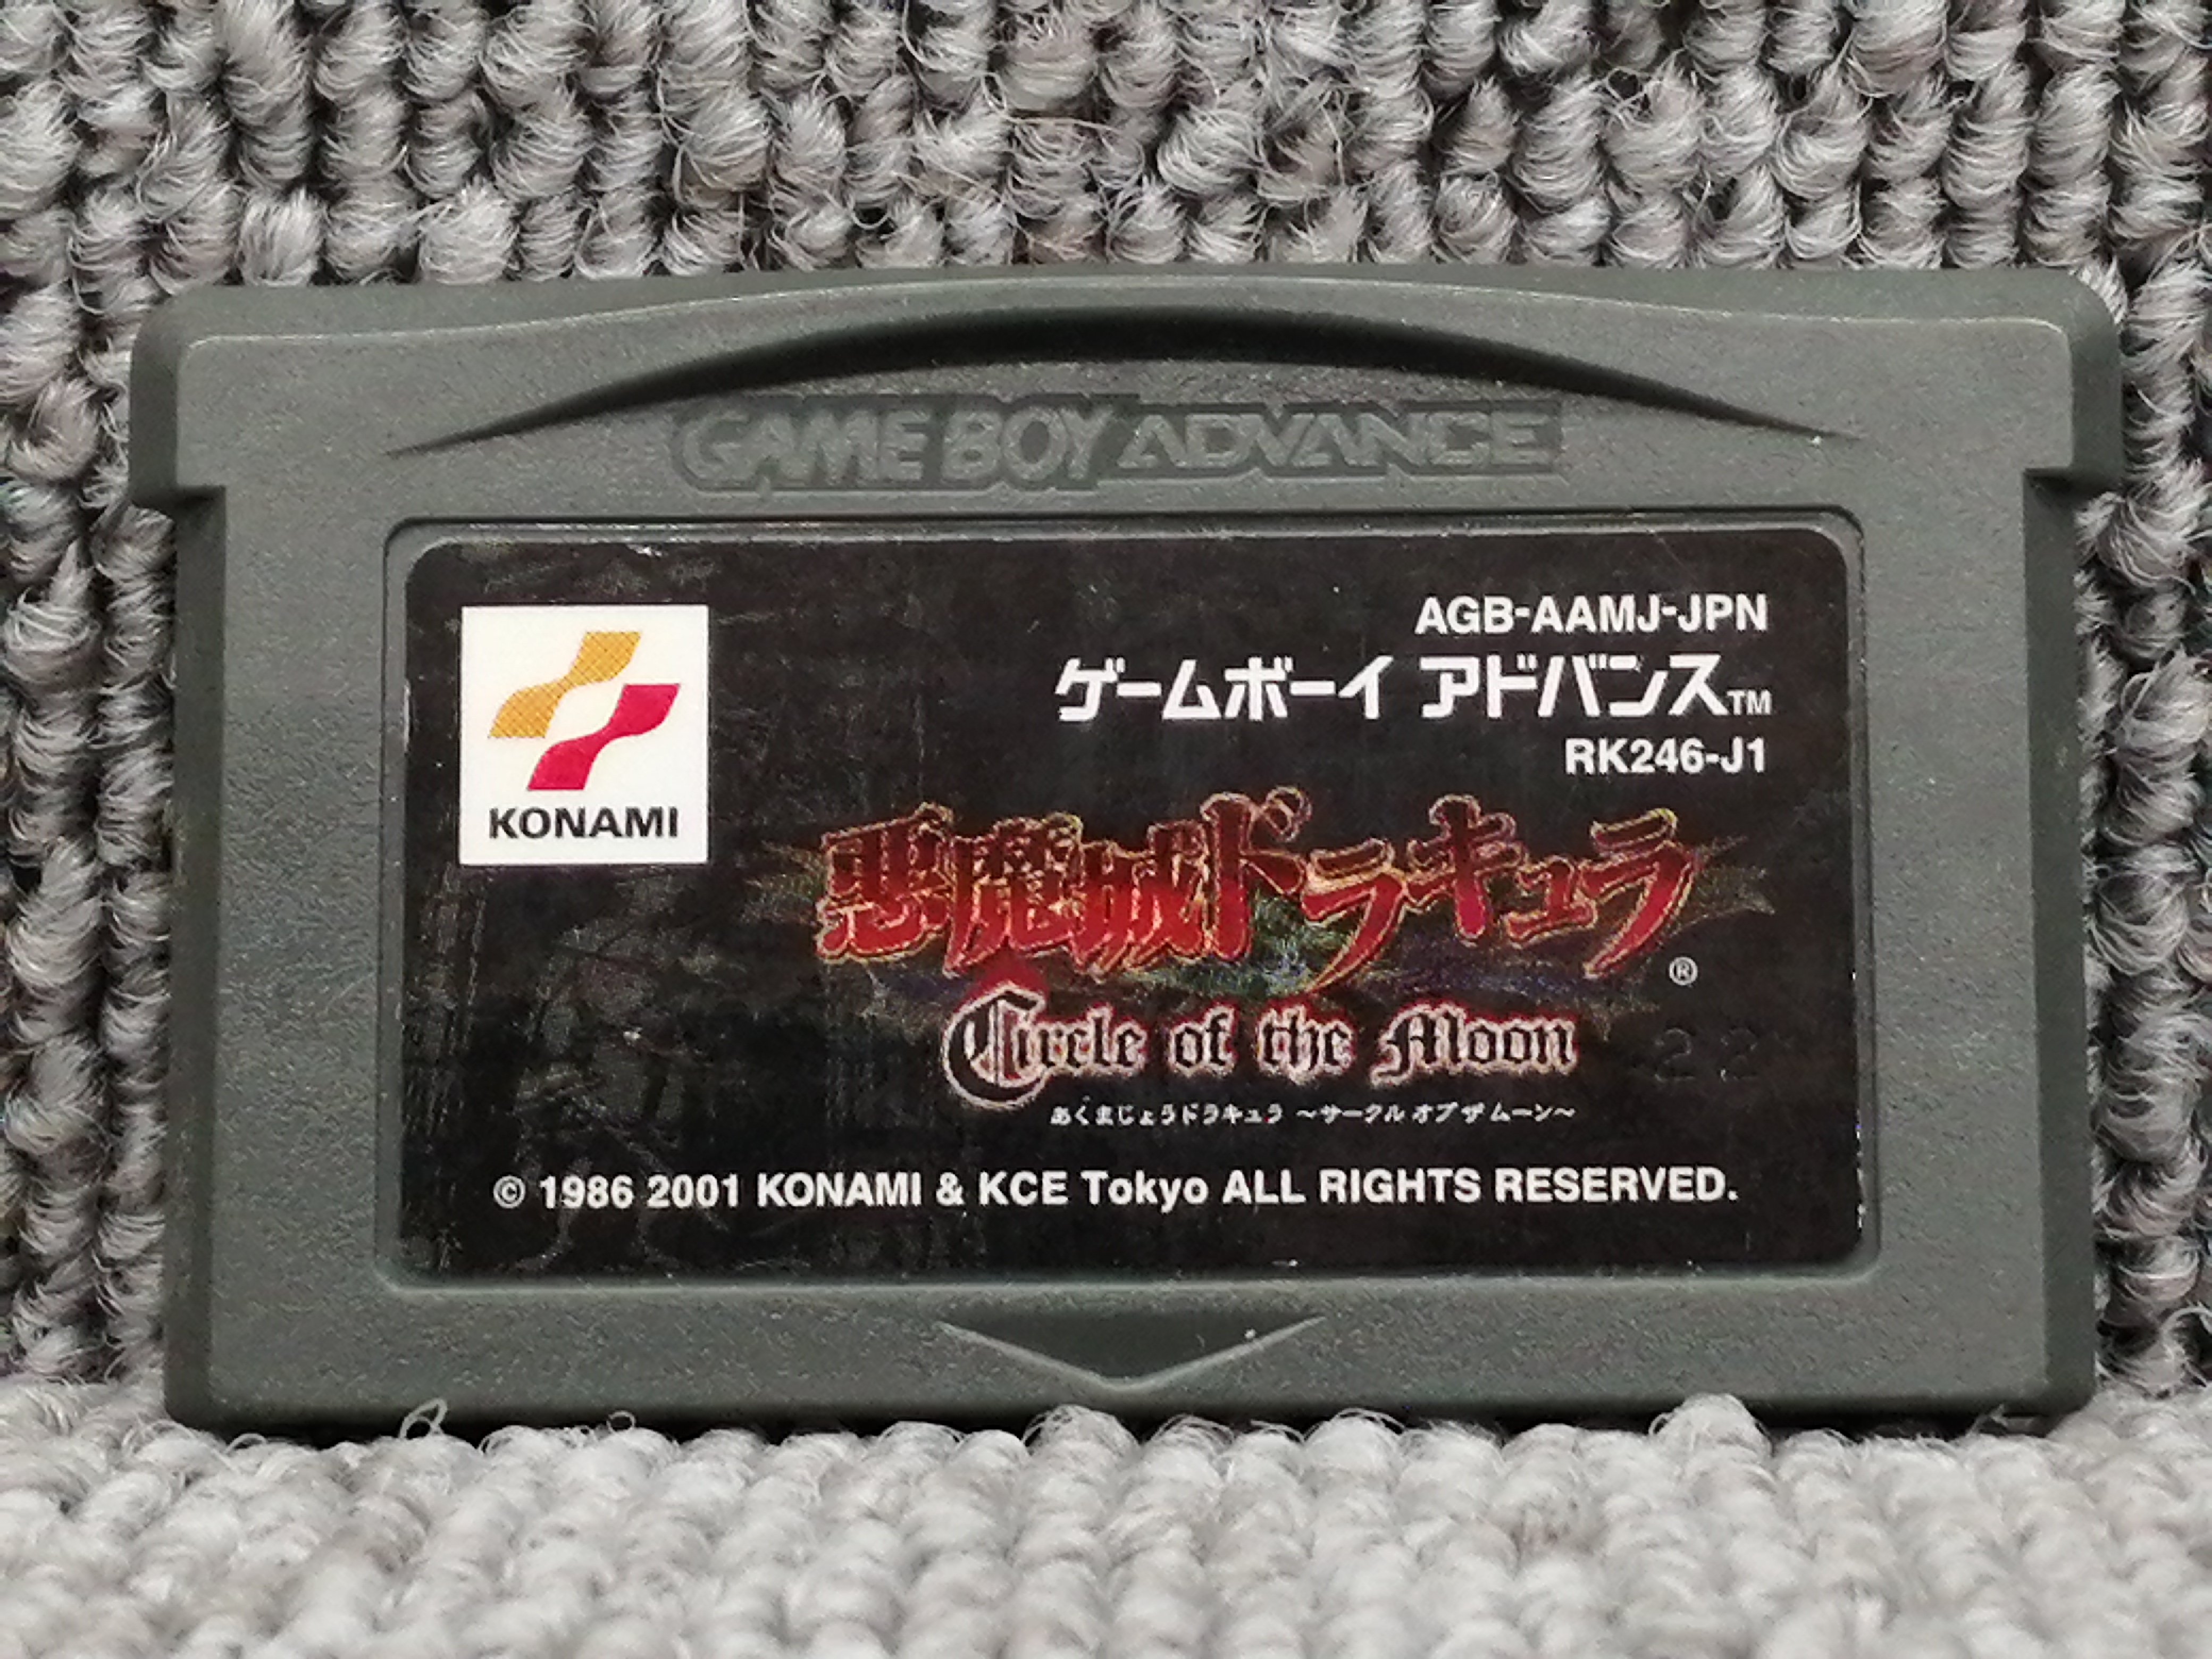 GAME BOY ADVANCE
KONAMI
AGB-AAMJ-JPN
ゲームボーイ アドバンス™
RK246-J1
悪魔城ドラキュラ®
Circle of the Moon
22
あくまじょうドラキュラ ～サークル オブ ザ ムーン～
© 1986 2001 KONAMI & KCE Tokyo ALL RIGHTS RESERVED.